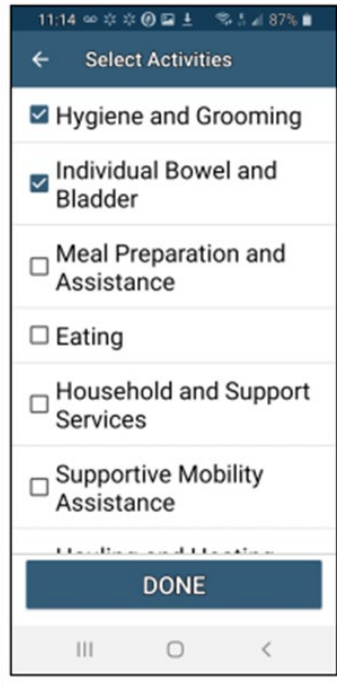 11:14 87%
Select Activities
Hygiene and Grooming
Individual Bowel and
Bladder
Meal Preparation and
Assistance
Eating
Household and Support
Services
Supportive Mobility
Assistance
DONE